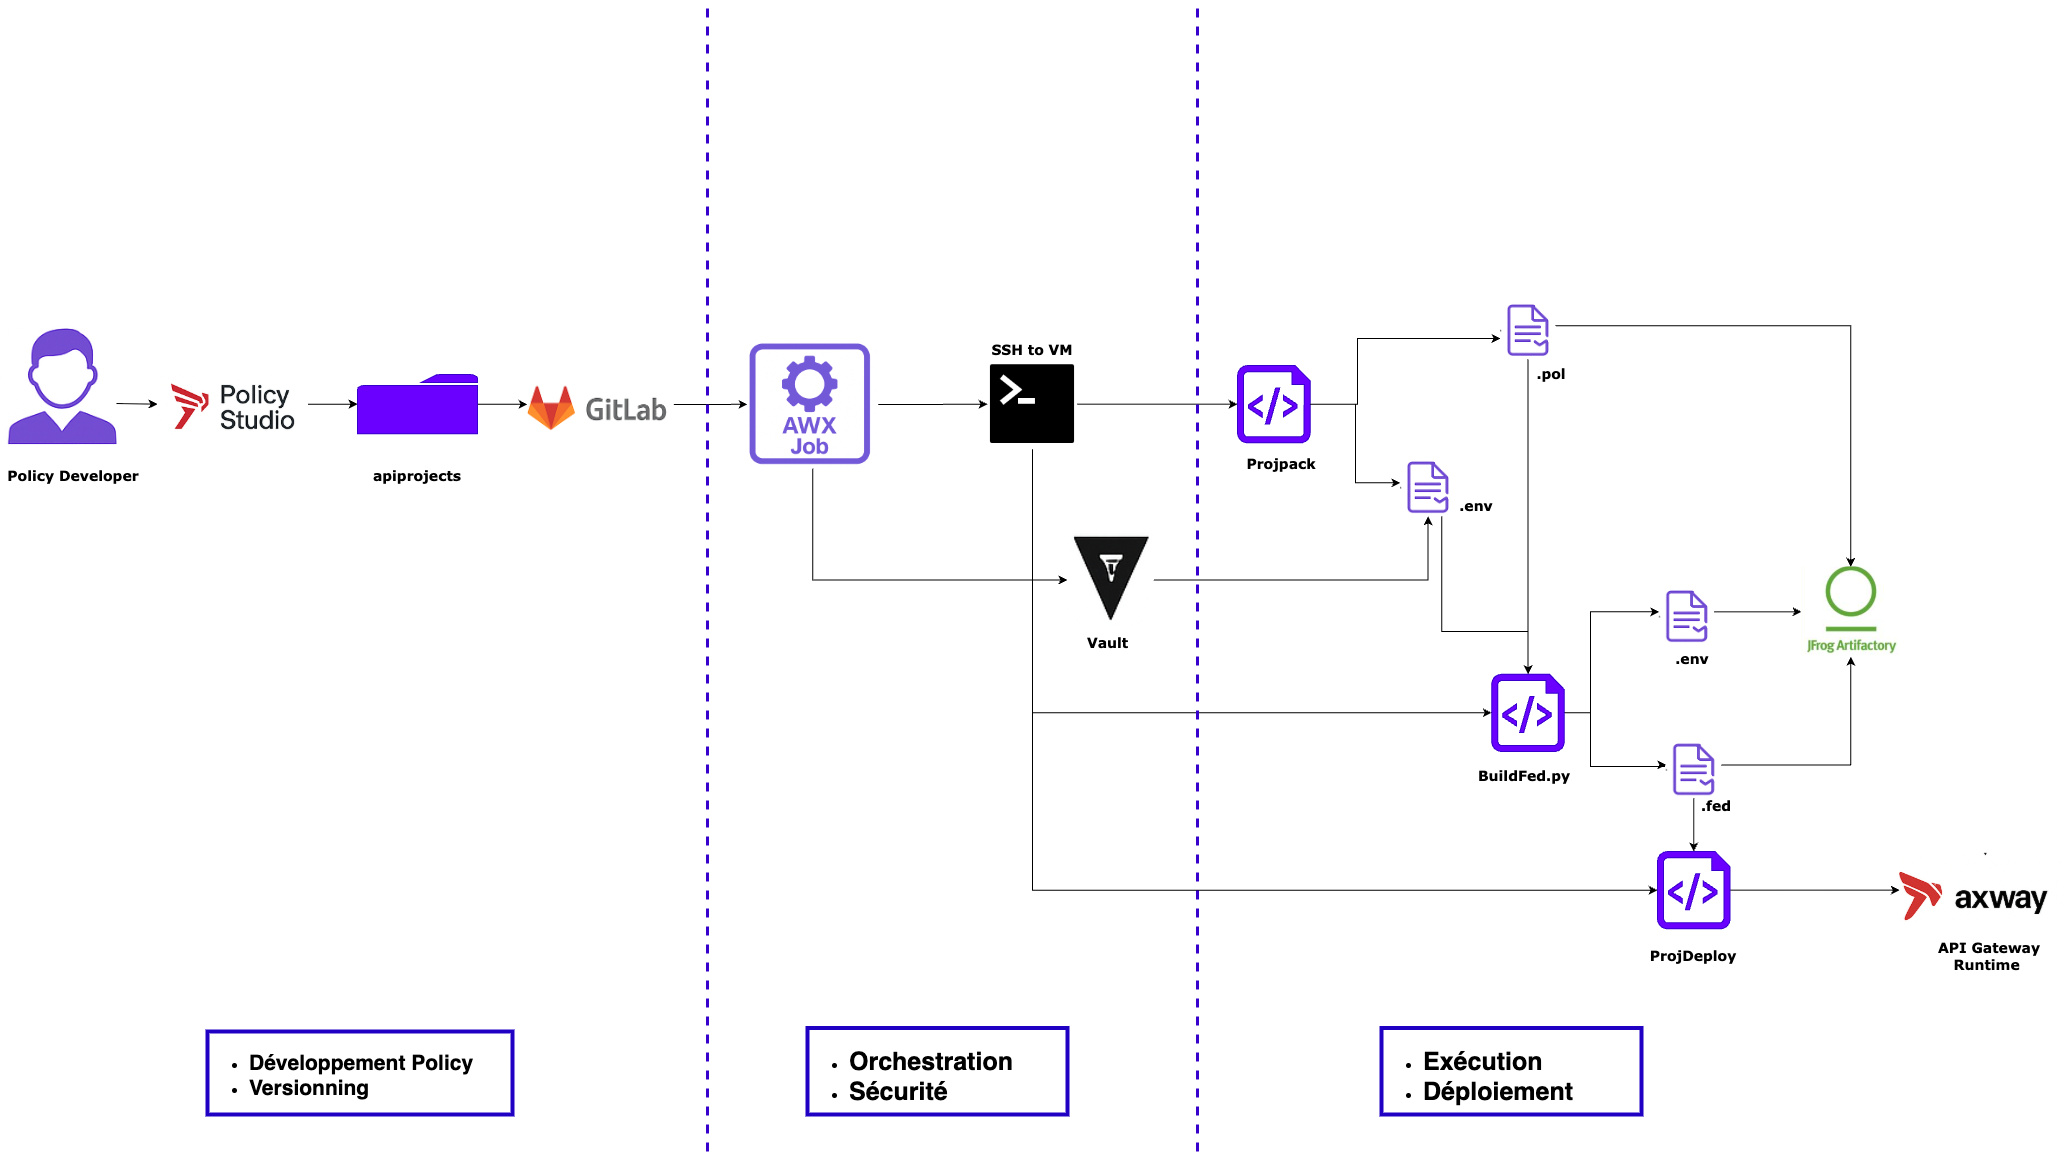 Policy Developer
Policy
Studio
apiprojects
GitLab
AWX
Job
SSH to VM
Vault
Projpack
.pol
.env
BuildFed.py
.env
.fed
JFrog Artifactory
ProjDeploy
axway
API Gateway
Runtime
• Développement Policy
• Versionning
• Orchestration
• Sécurité
• Exécution
• Déploiement